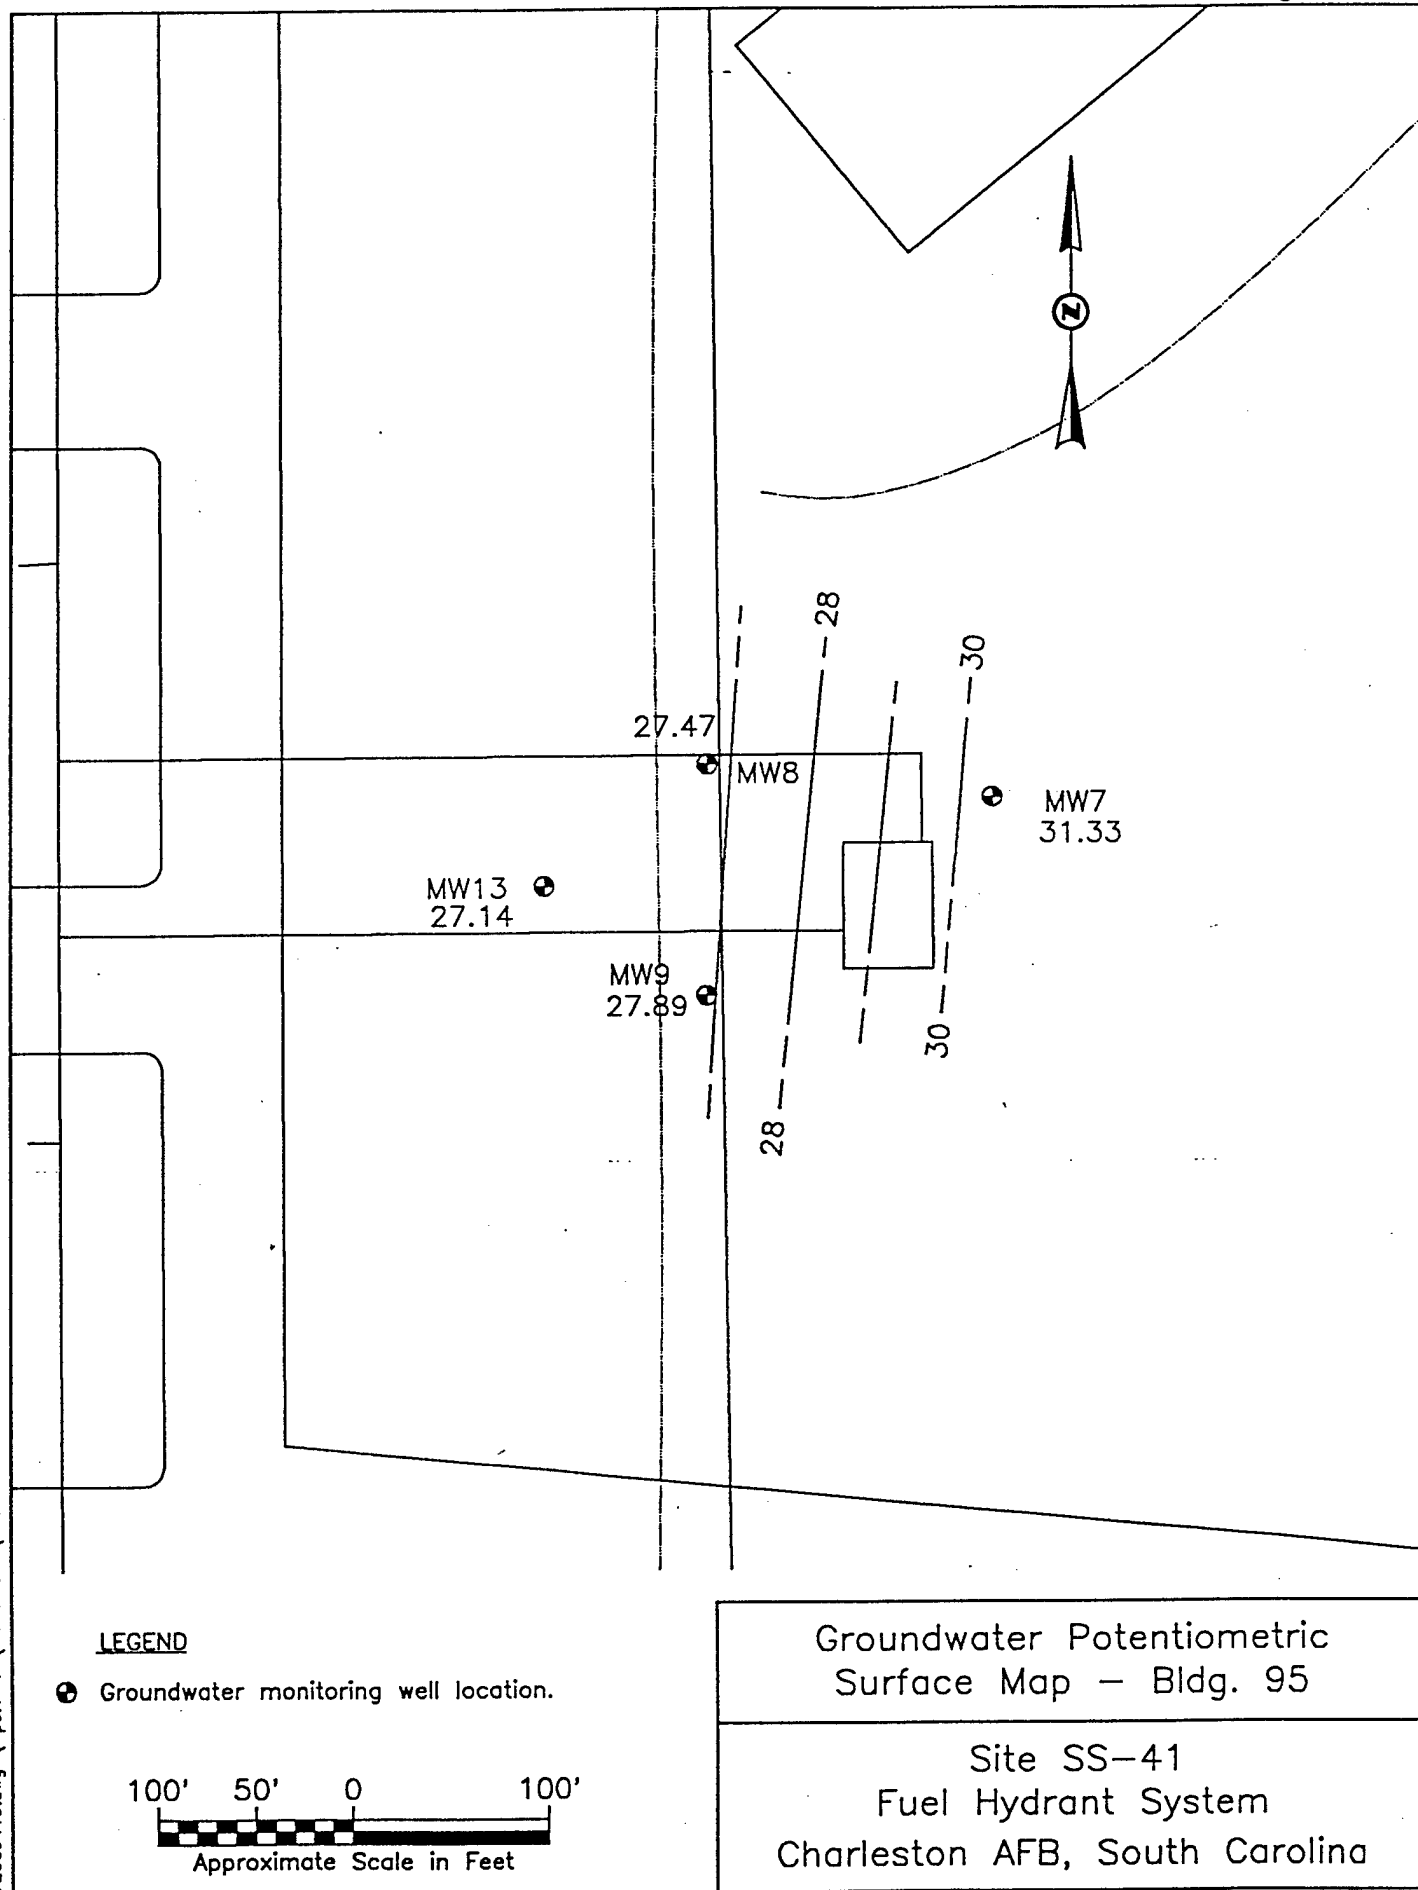 N
28
30
27.47
MW8
MW7
31.33
MW13
27.14
MW9
27.89
30
28
LEGEND
Groundwater monitoring well location.
100' 50' 0 100'
Approximate Scale in Feet
Groundwater Potentiometric
Surface Map – Bldg. 95
Site SS–41
Fuel Hydrant System
Charleston AFB, South Carolina